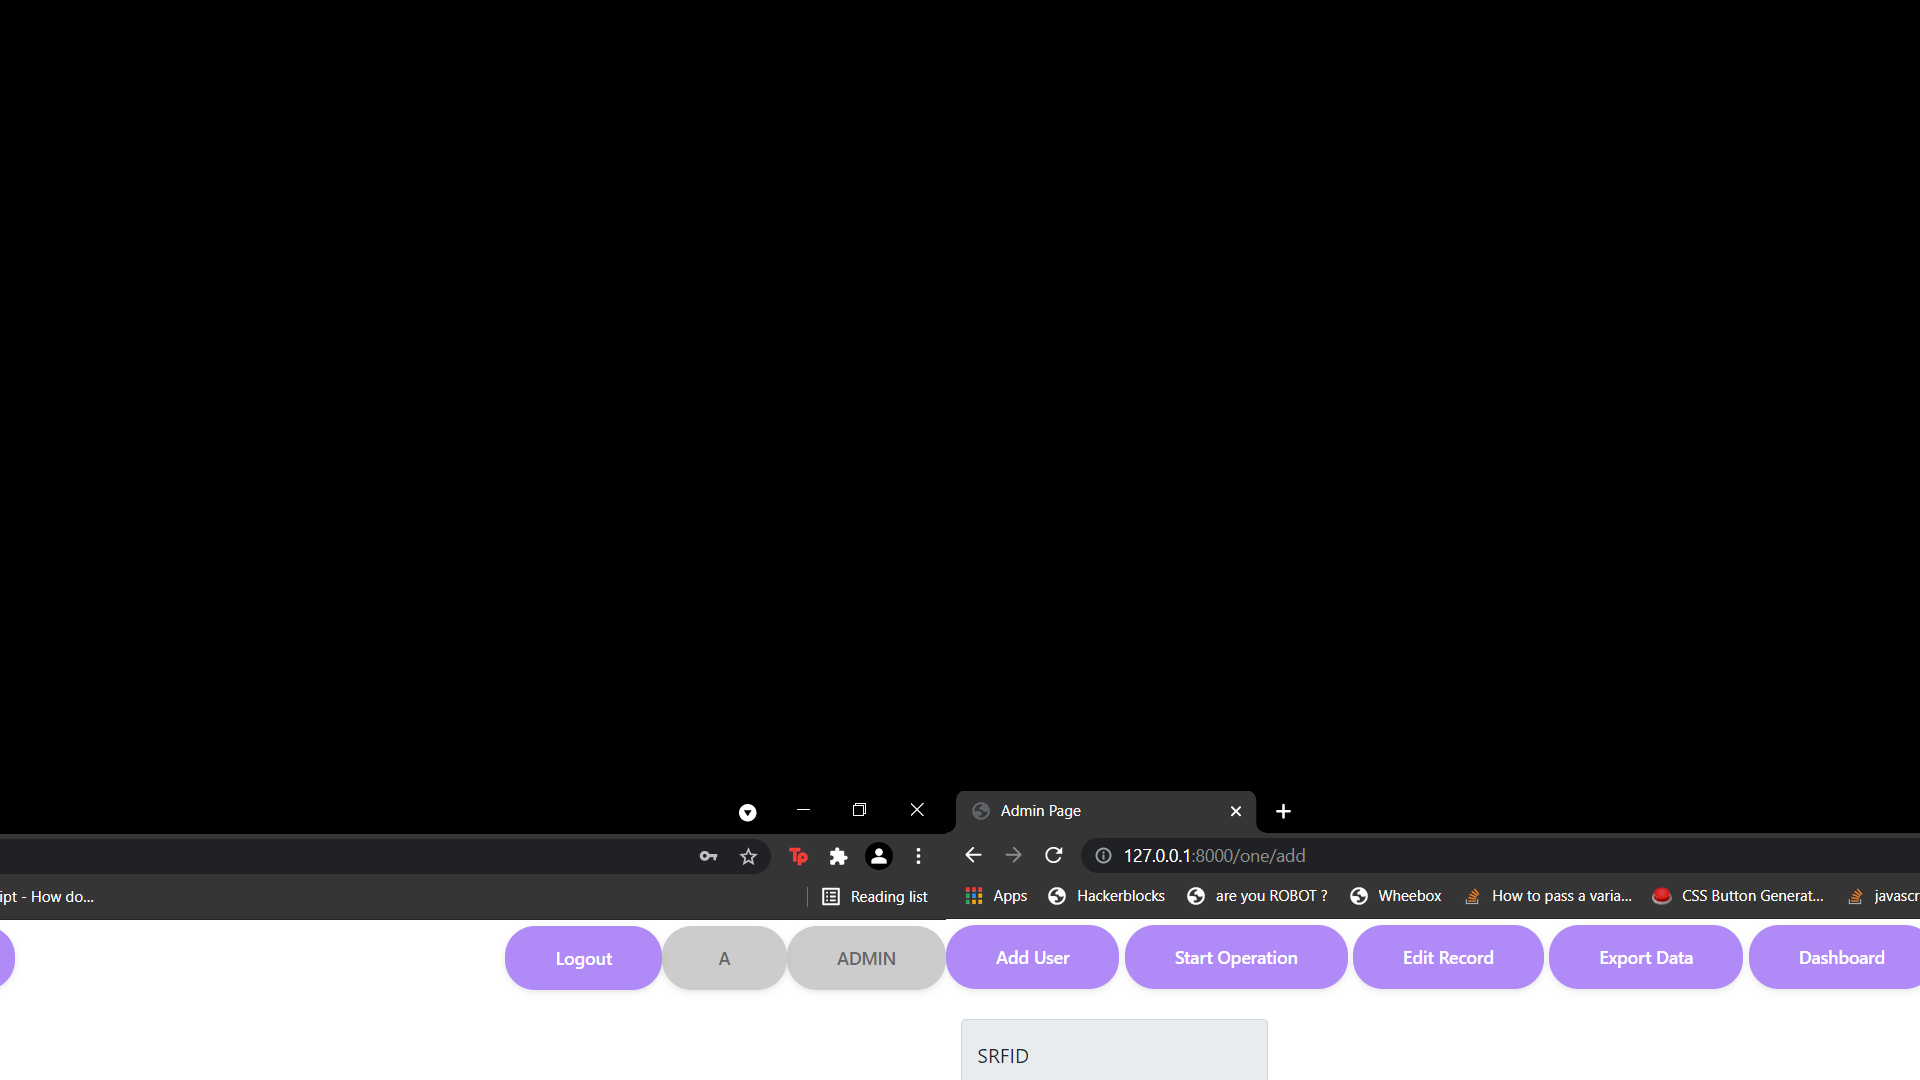 Admin Page
127.0.0.1:8000/one/add
Tp
ipt - How do...
Reading list
Apps
Hackerblocks
are you ROBOT ?
Wheebox
How to pass a varia...
CSS Button Generat...
javascr
Logout
A
ADMIN
Add User
Start Operation
Edit Record
Export Data
Dashboard
SRFID